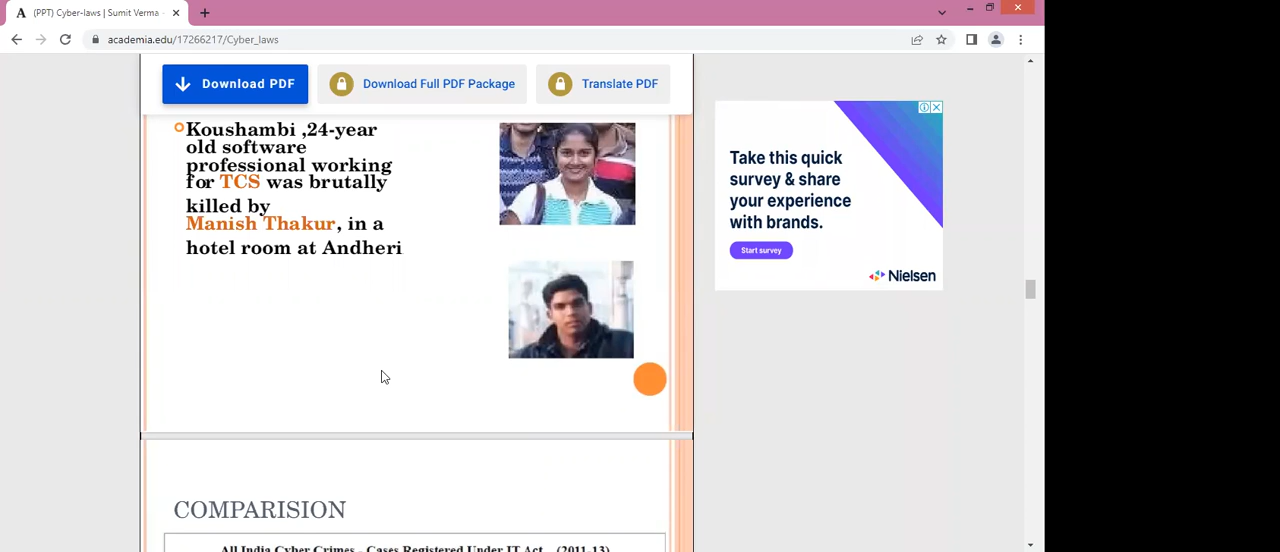 (PPT) Cyber-laws | Sumit Verma
academia.edu/17266217/Cyber_laws
Download PDF
Download Full PDF Package
Translate PDF
Koushambi ,24-year
old software
professional working
for TCS was brutally
killed by
Manish Thakur, in a
hotel room at Andheri
Take this quick
survey & share
your experience
with brands.
Start survey
Nielsen
COMPARISION
All India Cyber Crimes - Cases Registered Under IT Act (2011-13)